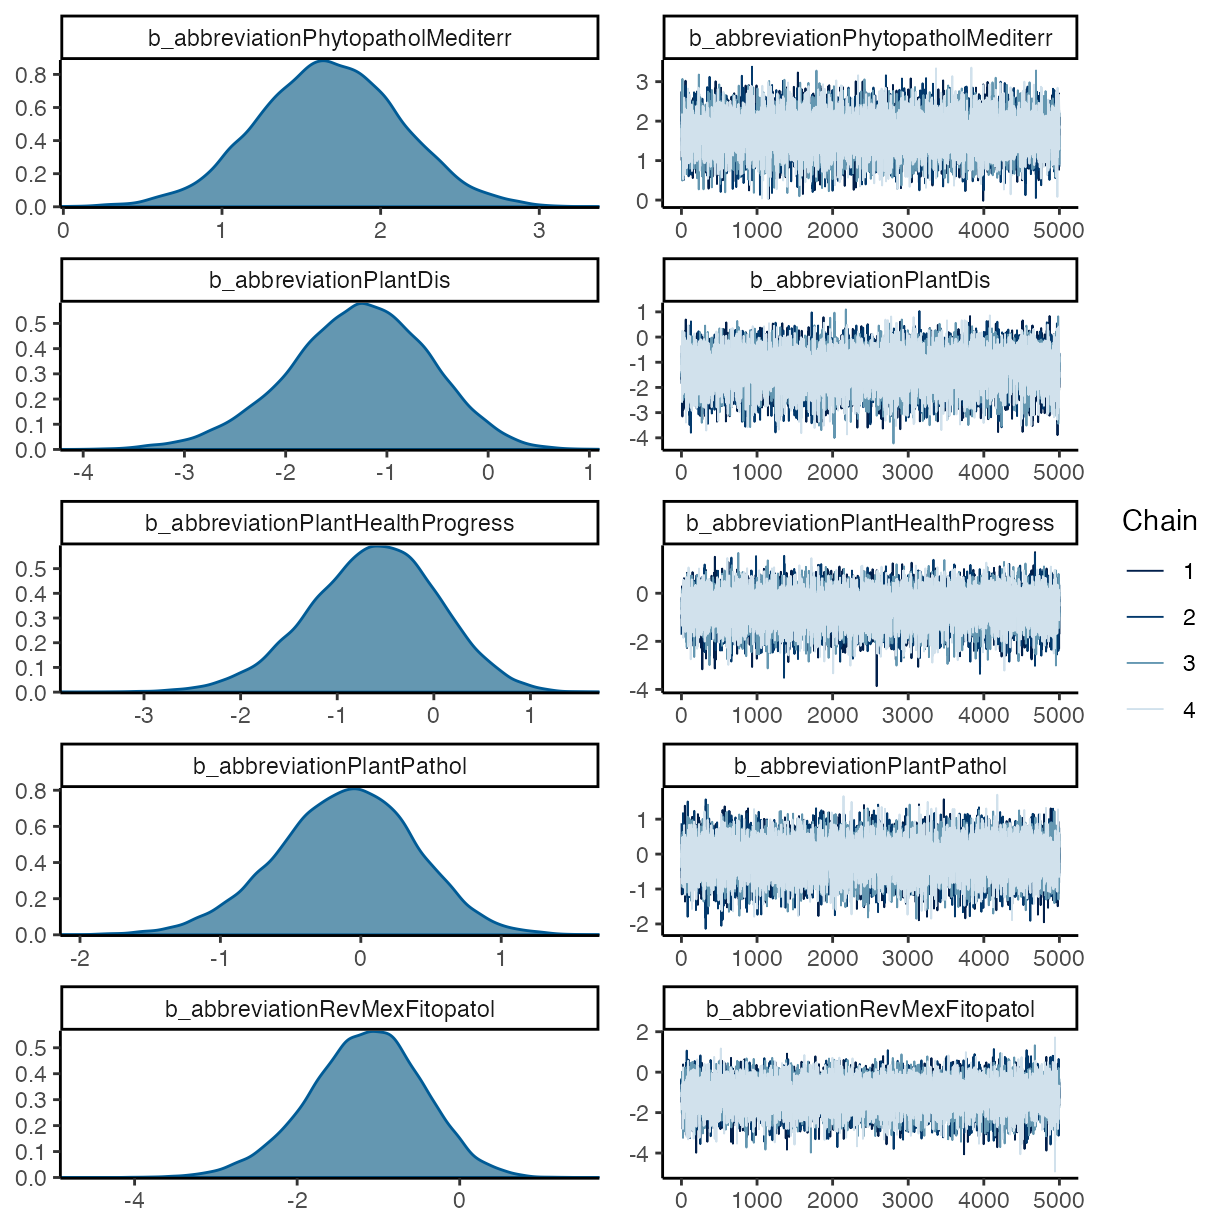 b_abbreviationPhytopatholMediterr
b_abbreviationPhytopatholMediterr
0.8
0.6
0.4
0.2
0.0
0 1 2 3
3
2
1
0
0 1000 2000 3000 4000 5000
b_abbreviationPlantDis
b_abbreviationPlantDis
0.5
0.4
0.3
0.2
0.1
0.0
-4 -3 -2 -1 0 1
1
0
-1
-2
-3
-4
0 1000 2000 3000 4000 5000
b_abbreviationPlantHealthProgress
b_abbreviationPlantHealthProgress
0.5
0.4
0.3
0.2
0.1
0.0
-3 -2 -1 0 1
0
-2
-4
0 1000 2000 3000 4000 5000
b_abbreviationPlantPathol
b_abbreviationPlantPathol
0.8
0.6
0.4
0.2
0.0
-2 -1 0 1
1
0
-1
-2
0 1000 2000 3000 4000 5000
b_abbreviationRevMexFitopatol
b_abbreviationRevMexFitopatol
0.5
0.4
0.3
0.2
0.1
0.0
-4 -2 0
2
0
-2
-4
0 1000 2000 3000 4000 5000
Chain
1
2
3
4